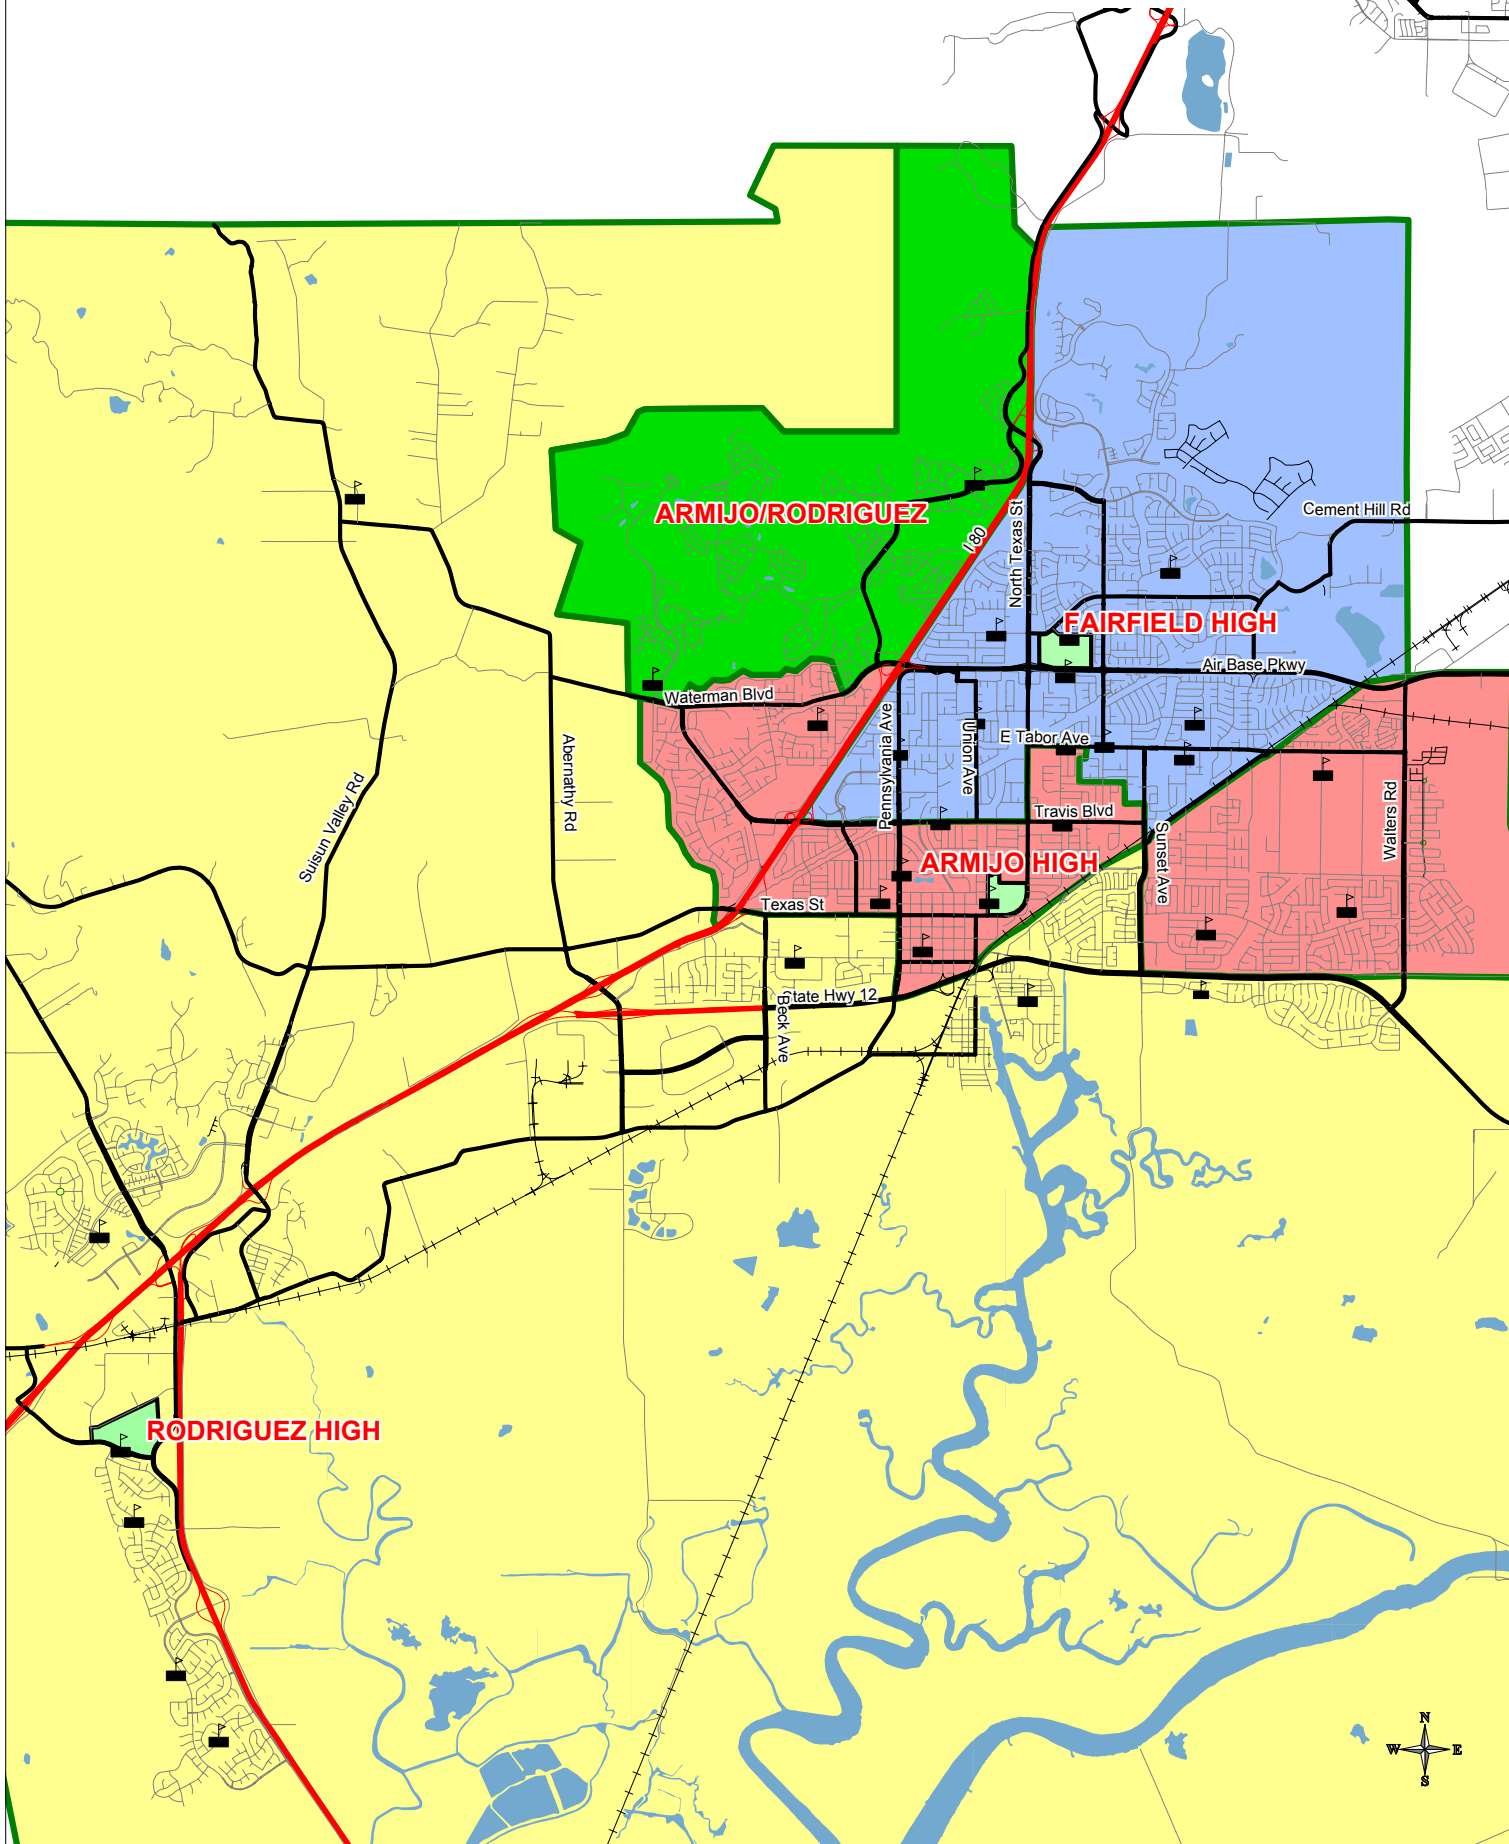 Cement Hill Rd
ARMIJO/RODRIGUEZ
I 80
North Texas St
FAIRFIELD HIGH
Air Base Pkwy
Waterman Blvd
Pennsylvania Ave
Union Ave
E Tabor Ave
Abernathy Rd
Suisun Valley Rd
Travis Blvd
Walters Rd
Sunset Ave
ARMIJO HIGH
Texas St
State Hwy 12
Beck Ave
RODRIGUEZ HIGH
N
W E
S